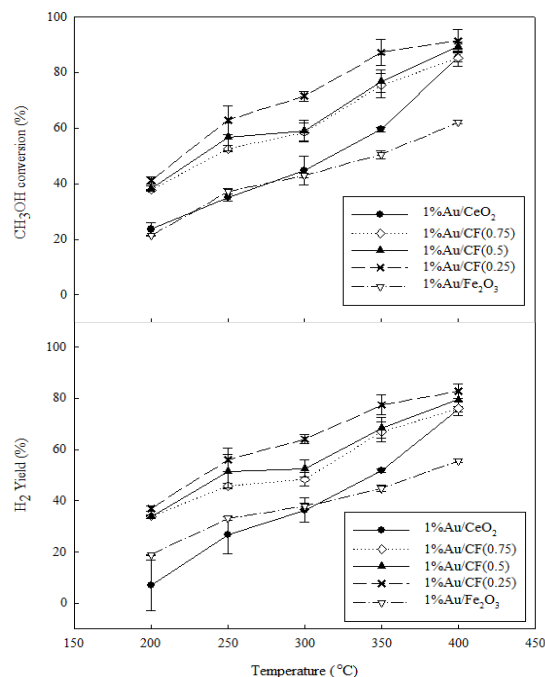 100
80
60
40
20
0
CH3OH conversion (%)
1%Au/CeO2
1%Au/CF(0.75)
1%Au/CF(0.5)
1%Au/CF(0.25)
1%Au/Fe2O3
80
60
40
20
0
H2 Yield (%)
1%Au/CeO2
1%Au/CF(0.75)
1%Au/CF(0.5)
1%Au/CF(0.25)
1%Au/Fe2O3
150 200 250 300 350 400 450
Temperature (°C)